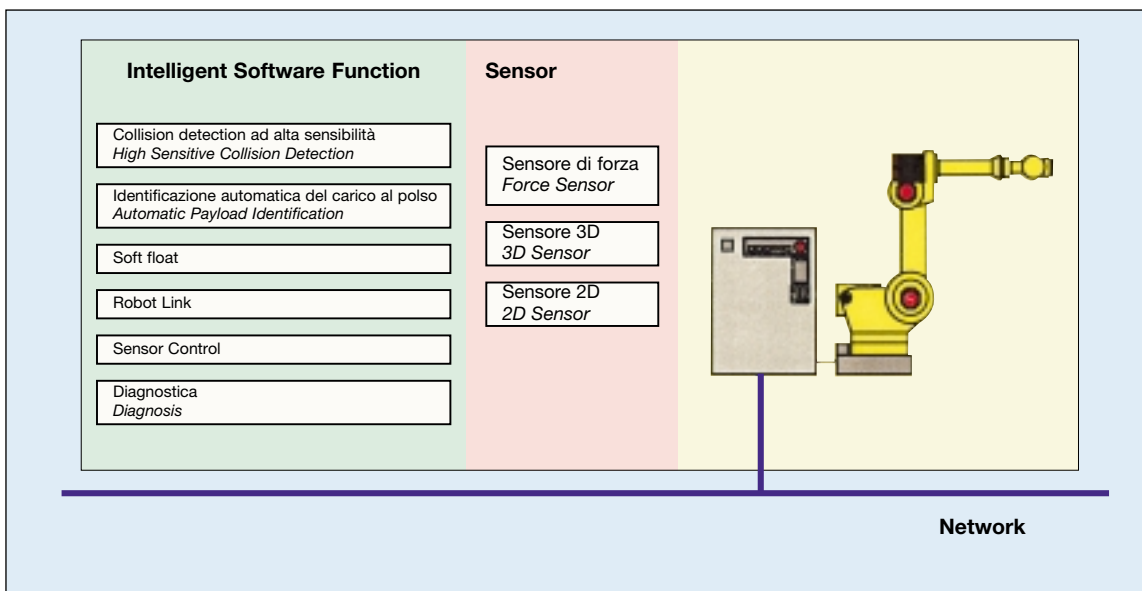 Intelligent Software Function
Collision detection ad alta sensibilità
High Sensitive Collision Detection
Identificazione automatica del carico al polso
Automatic Payload Identification
Soft float
Robot Link
Sensor Control
Diagnostica
Diagnosis
Sensor
Sensore di forza
Force Sensor
Sensore 3D
3D Sensor
Sensore 2D
2D Sensor
Network